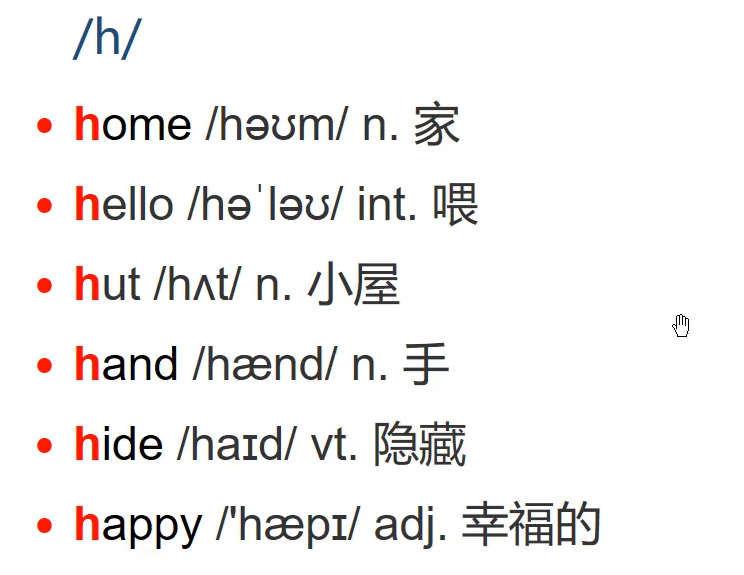 /h/
• home /həʊm/ n. 家
• hello /həˈləʊ/ int. 喂
• hut /hʌt/ n. 小屋
• hand /hænd/ n. 手
• hide /haɪd/ vt. 隐藏
• happy /'hæpɪ/ adj. 幸福的